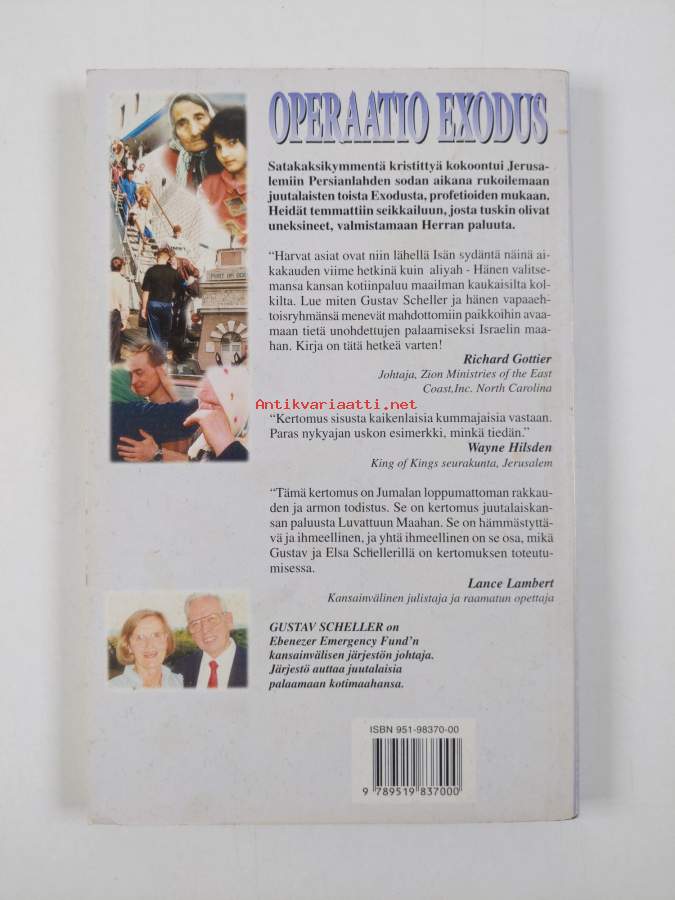 OPERAATIO EXODUS
Satakaksikymmentä kristittyä kokoontui Jerusa-
lemiin Persianlahden sodan aikana rukoilemaan
juutalaisten toista Exodusta, profetioiden mukaan.
Heidät temmattiin seikkailuun, josta tuskin olivat
uneksineet, valmistamaan Herran paluuta.
“Harvat asiat ovat niin lähellä Isän sydäntä näinä ai-
kakauden viime hetkinä kuin aliyah - Hänen valitse-
mansa kansan kotiinpaluu maailman kaukaisilta kol-
kilta. Lue miten Gustav Scheller ja hänen vapaaeh-
toisryhmänsä menevät mahdottomiin paikkoihin avaa-
maan tietä unohdettujen palaamiseksi Israelin maa-
han. Kirja on tätä hetkeä varten!
Richard Gottier
Johtaja, Zion Ministries of the East
Coast,Inc. North Carolina
Antikvariaatti.net
“Kertomus sisusta kaikenlaisia kummajaisia vastaan.
Paras nykyajan uskon esimerkki, minkä tiedän.”
Wayne Hilsden
King of Kings seurakunta, Jerusalem
“Tämä kertomus on Jumalan loppumattoman rakkau-
den ja armon todistus. Se on kertomus juutalaiskan-
san paluusta Luvattuun Maahan. Se on hämmästyttä-
vä ja ihmeellinen, ja yhtä ihmeellinen on se osa, mikä
Gustav ja Elsa Schellerillä on kertomuksen toteutu-
misessa.
Lance Lambert
Kansainvälinen julistaja ja raamatun opettaja
GUSTAV SCHELLER on
Ebenezer Emergency Fund’n
kansainvälisen järjestön johtaja.
Järjestö auttaa juutalaisia
palaamaan kotimaahansa.
ISBN 951-98370-00
9 789519 837000